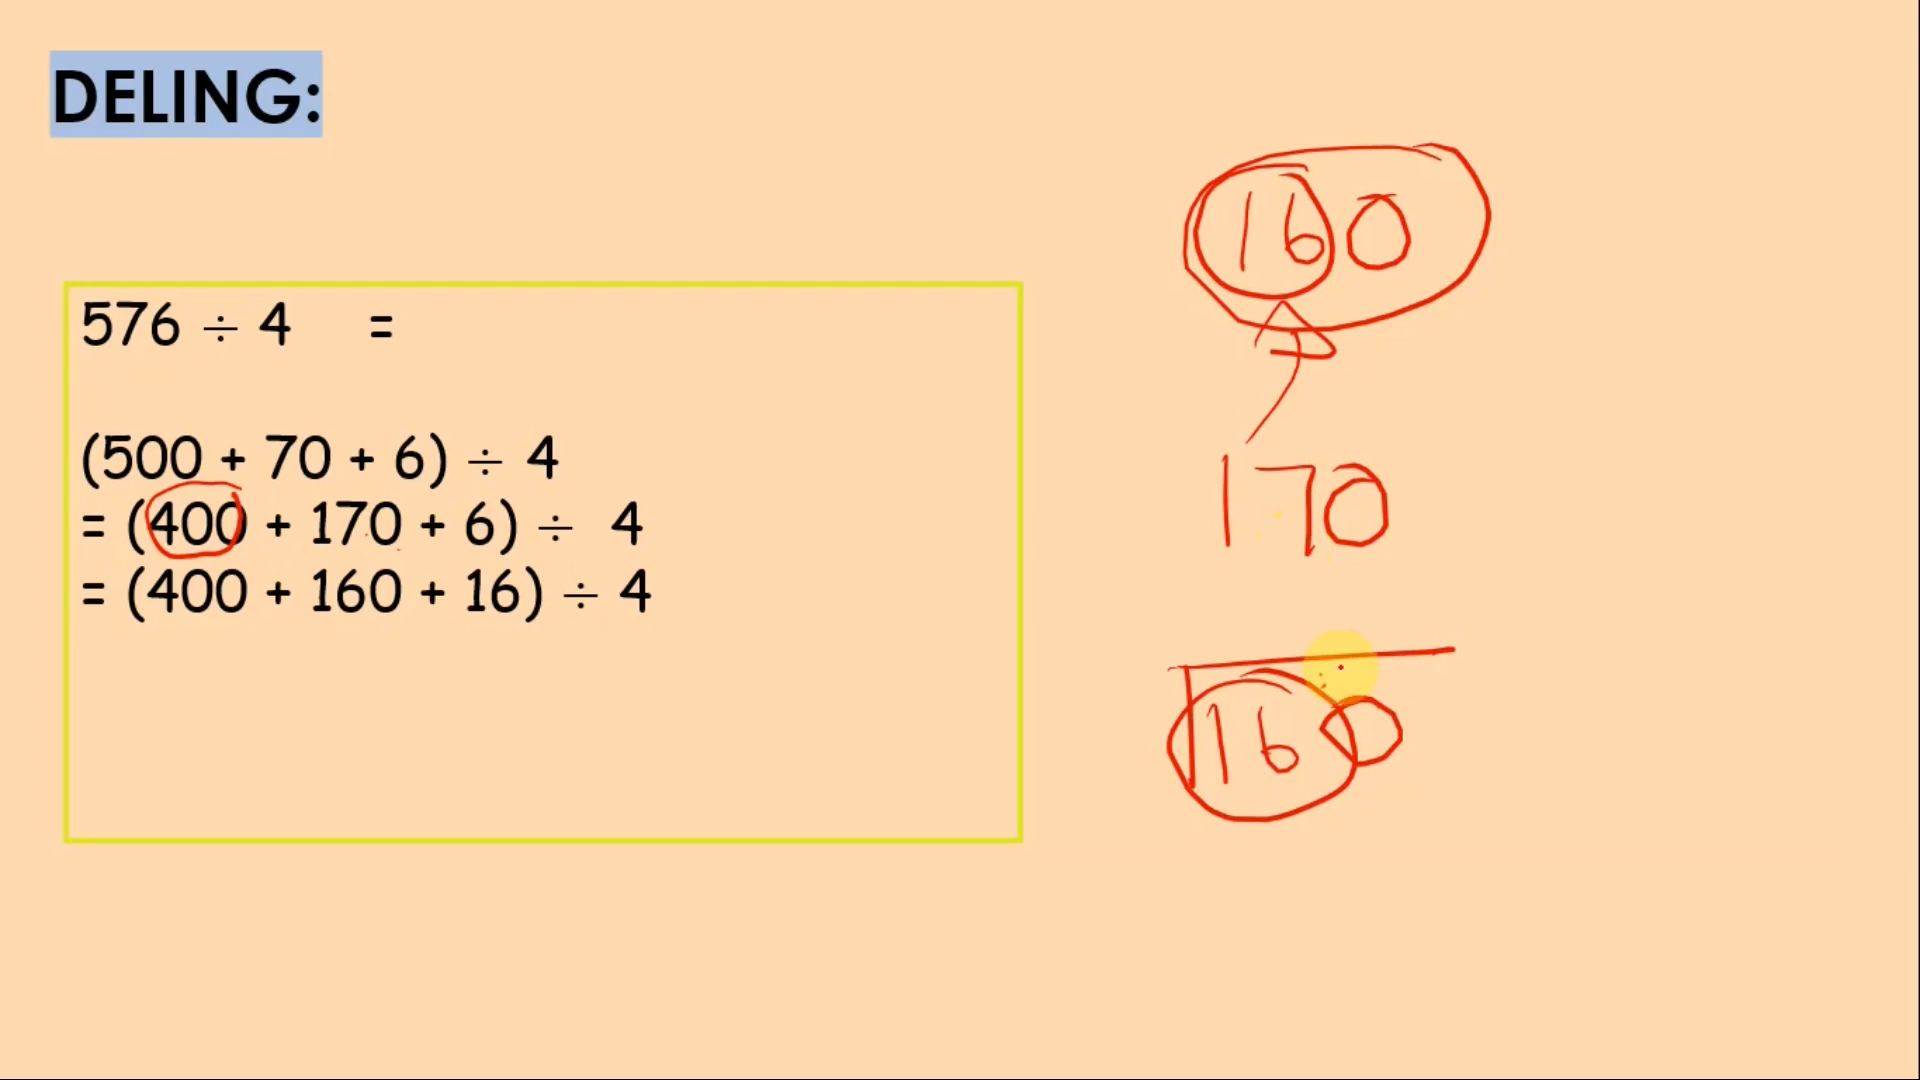 DELING:
576 ÷ 4 =
(500 + 70 + 6) ÷ 4
= (400 + 170 + 6) ÷ 4
= (400 + 160 + 16) ÷ 4
160
170
160